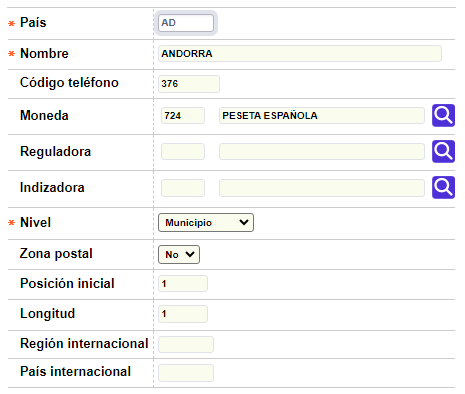 * País AD
* Nombre ANDORRA
Código teléfono 376
Moneda 724 PESETA ESPAÑOLA
Reguladora
Indizadora
* Nivel Municipio
Zona postal No
Posición inicial 1
Longitud 1
Región internacional
País internacional